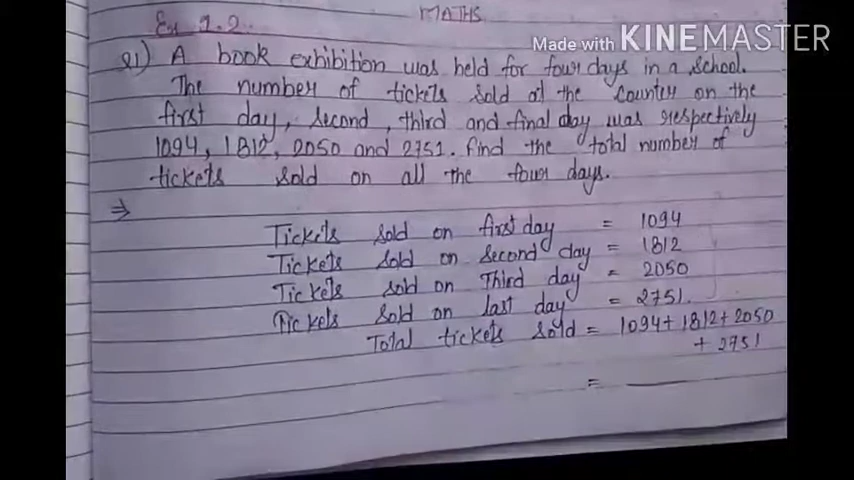 MATHS
Made with KINEMASTER
Ex 1.2.
Q1) A book exhibition was held for four days in a school.
The number of tickets sold at the counter on the
first day, second, third and final day was respectively
1094, 1812, 2050 and 2751. find the total number of
tickets sold on all the four days.
⇒
Tickets sold on first day = 1094
Tickets sold on second day = 1812
Tickets sold on Third day = 2050
Tickets sold on last day = 2751.
Total tickets sold = 1094+1812+2050
+ 2751
= ___